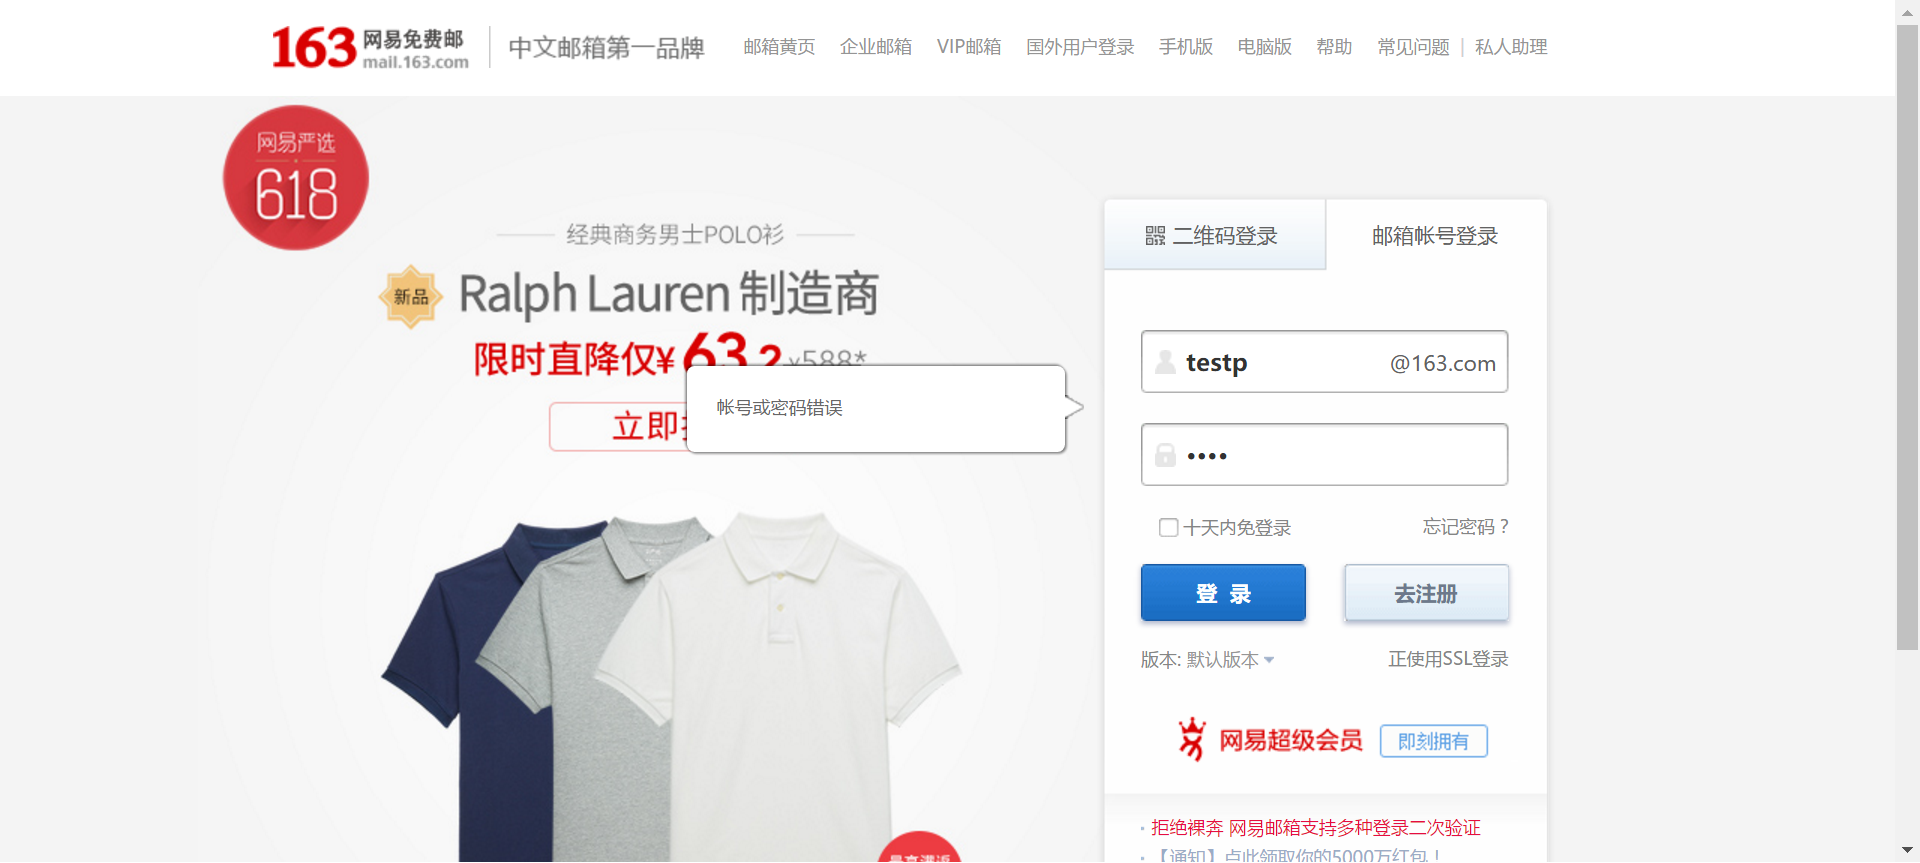 163 网易免费邮
mail.163.com
中文邮箱第一品牌
邮箱黄页 企业邮箱 VIP邮箱 国外用户登录 手机版 电脑版 帮助 常见问题 | 私人助理
网易严选
618
经典商务男士POLO衫
新品
Ralph Lauren 制造商
限时直降仅¥63.2 ¥588*
立即
帐号或密码错误
二维码登录 邮箱帐号登录
testp @163.com
••••
十天内免登录 忘记密码？
登 录 去注册
版本: 默认版本 正使用SSL登录
网易超级会员 即刻拥有
· 拒绝裸奔 网易邮箱支持多种登录二次验证
· 【通知】点此领取你的5000万红包！